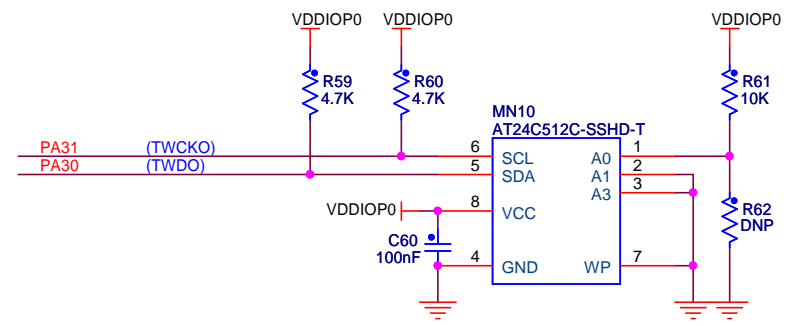 VDDIOP0 VDDIOP0 VDDIOP0
R59
4.7K
R60
4.7K
R61
10K
MN10
AT24C512C-SSHD-T
PA31 (TWCKO)
PA30 (TWDO)
6 SCL A0 1
5 SDA A1 2
A3 3
VDDIOP0 8 VCC
R62
DNP
C60
100nF
4 GND WP 7